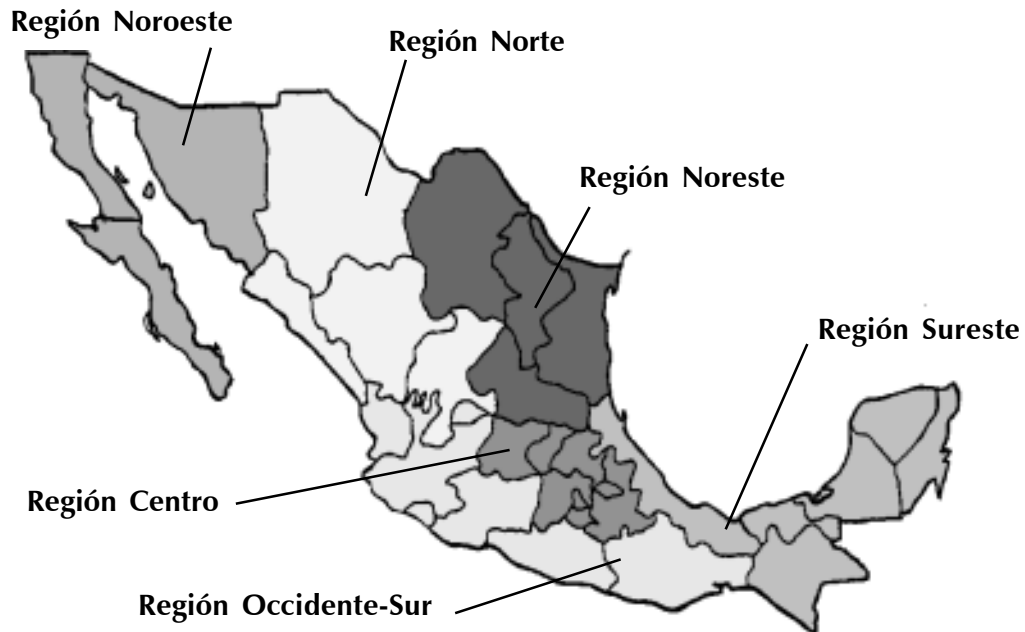 Región Noroeste
Región Norte
Región Noreste
Región Sureste
Región Centro
Región Occidente-Sur